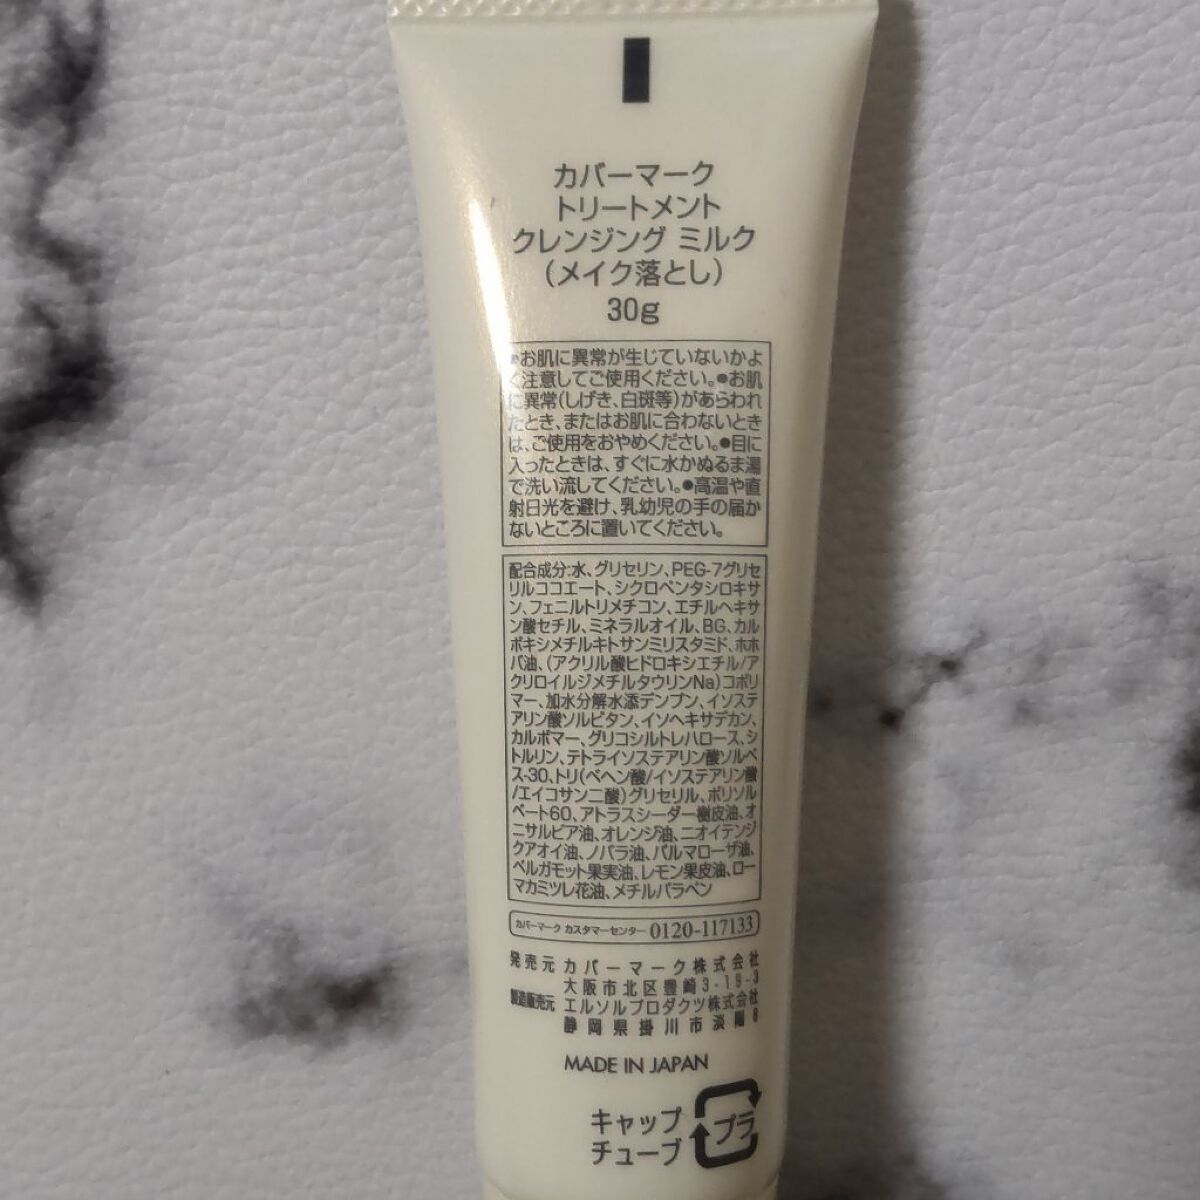 カバーマーク
トリートメント
クレンジング ミルク
(メイク落とし)
30g
●お肌に異常が生じていないかよ
く注意してご使用ください。●お肌
に異常(しげき、白斑等)があらわれ
たとき、またはお肌に合わないとき
は、ご使用をおやめください。●目に
入ったときは、すぐに水かぬるま湯
で洗い流してください。●高温や直
射日光を避け、乳幼児の手の届か
ないところに置いてください。
配合成分:水、グリセリン、PEG-7グリセ
リルココエート、シクロペンタシロキサ
ン、フェニルトリメチコン、エチルヘキサ
ン酸セチル、ミネラルオイル、BG、カル
ボキシメチルキトサンミリスタミド、ホホ
バ油、(アクリル酸ヒドロキシエチル/ア
クリロイルジメチルタウリンNa)コポリ
マー、加水分解水添デンプン、イソステ
アリン酸ソルビタン、イソヘキサデカン、
カルボマー、グリコシルトレハロース、シ
トルリン、テトライソステアリン酸ソルベ
ス-30、トリ(ベヘン酸/イソステアリン酸
/エイコサン二酸)グリセリル、ポリソル
ベート60、アトラスシーダー樹皮油、オ
ニサルビア油、オレンジ油、ニオイテンジ
クアオイ油、ノバラ油、パルマローザ油、
ベルガモット果実油、レモン果皮油、ロー
マカミツレ花油、メチルパラベン
カバーマーク カスタマーセンター 0120-117133
発売元 カバーマーク株式会社
大阪市北区豊崎3-19-3
製造販売元 エルソルプロダクツ株式会社
静岡県掛川市淡陽6
MADE IN JAPAN
キャップ
チューブ
プラ